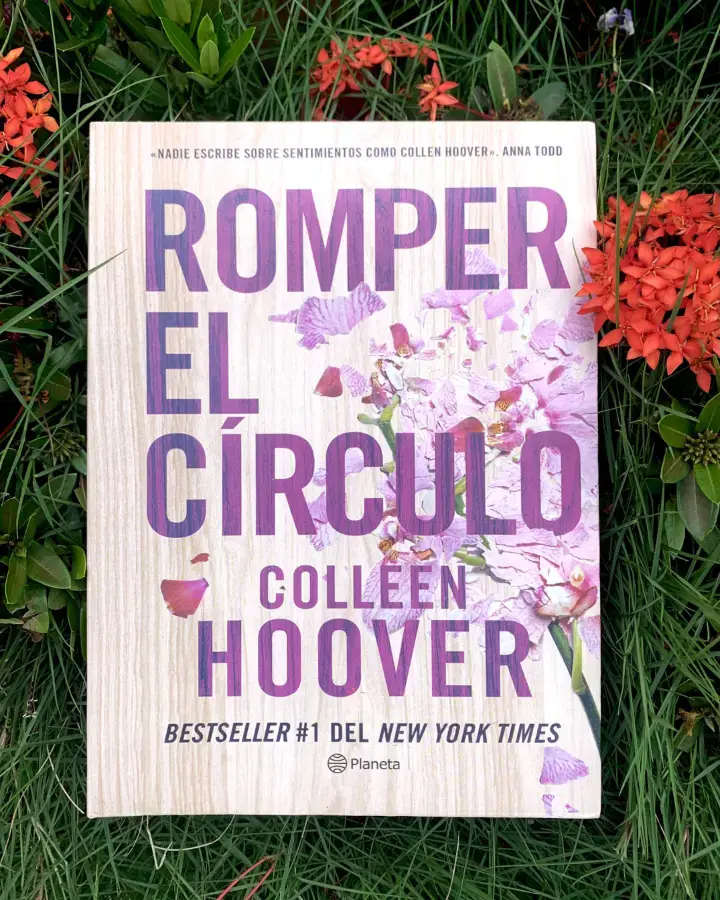 «NADIE ESCRIBE SOBRE SENTIMIENTOS COMO COLLEN HOOVER». ANNA TODD
ROMPER
EL
CÍRCULO
COLLEEN
HOOVER
BESTSELLER #1 DEL NEW YORK TIMES
Planeta